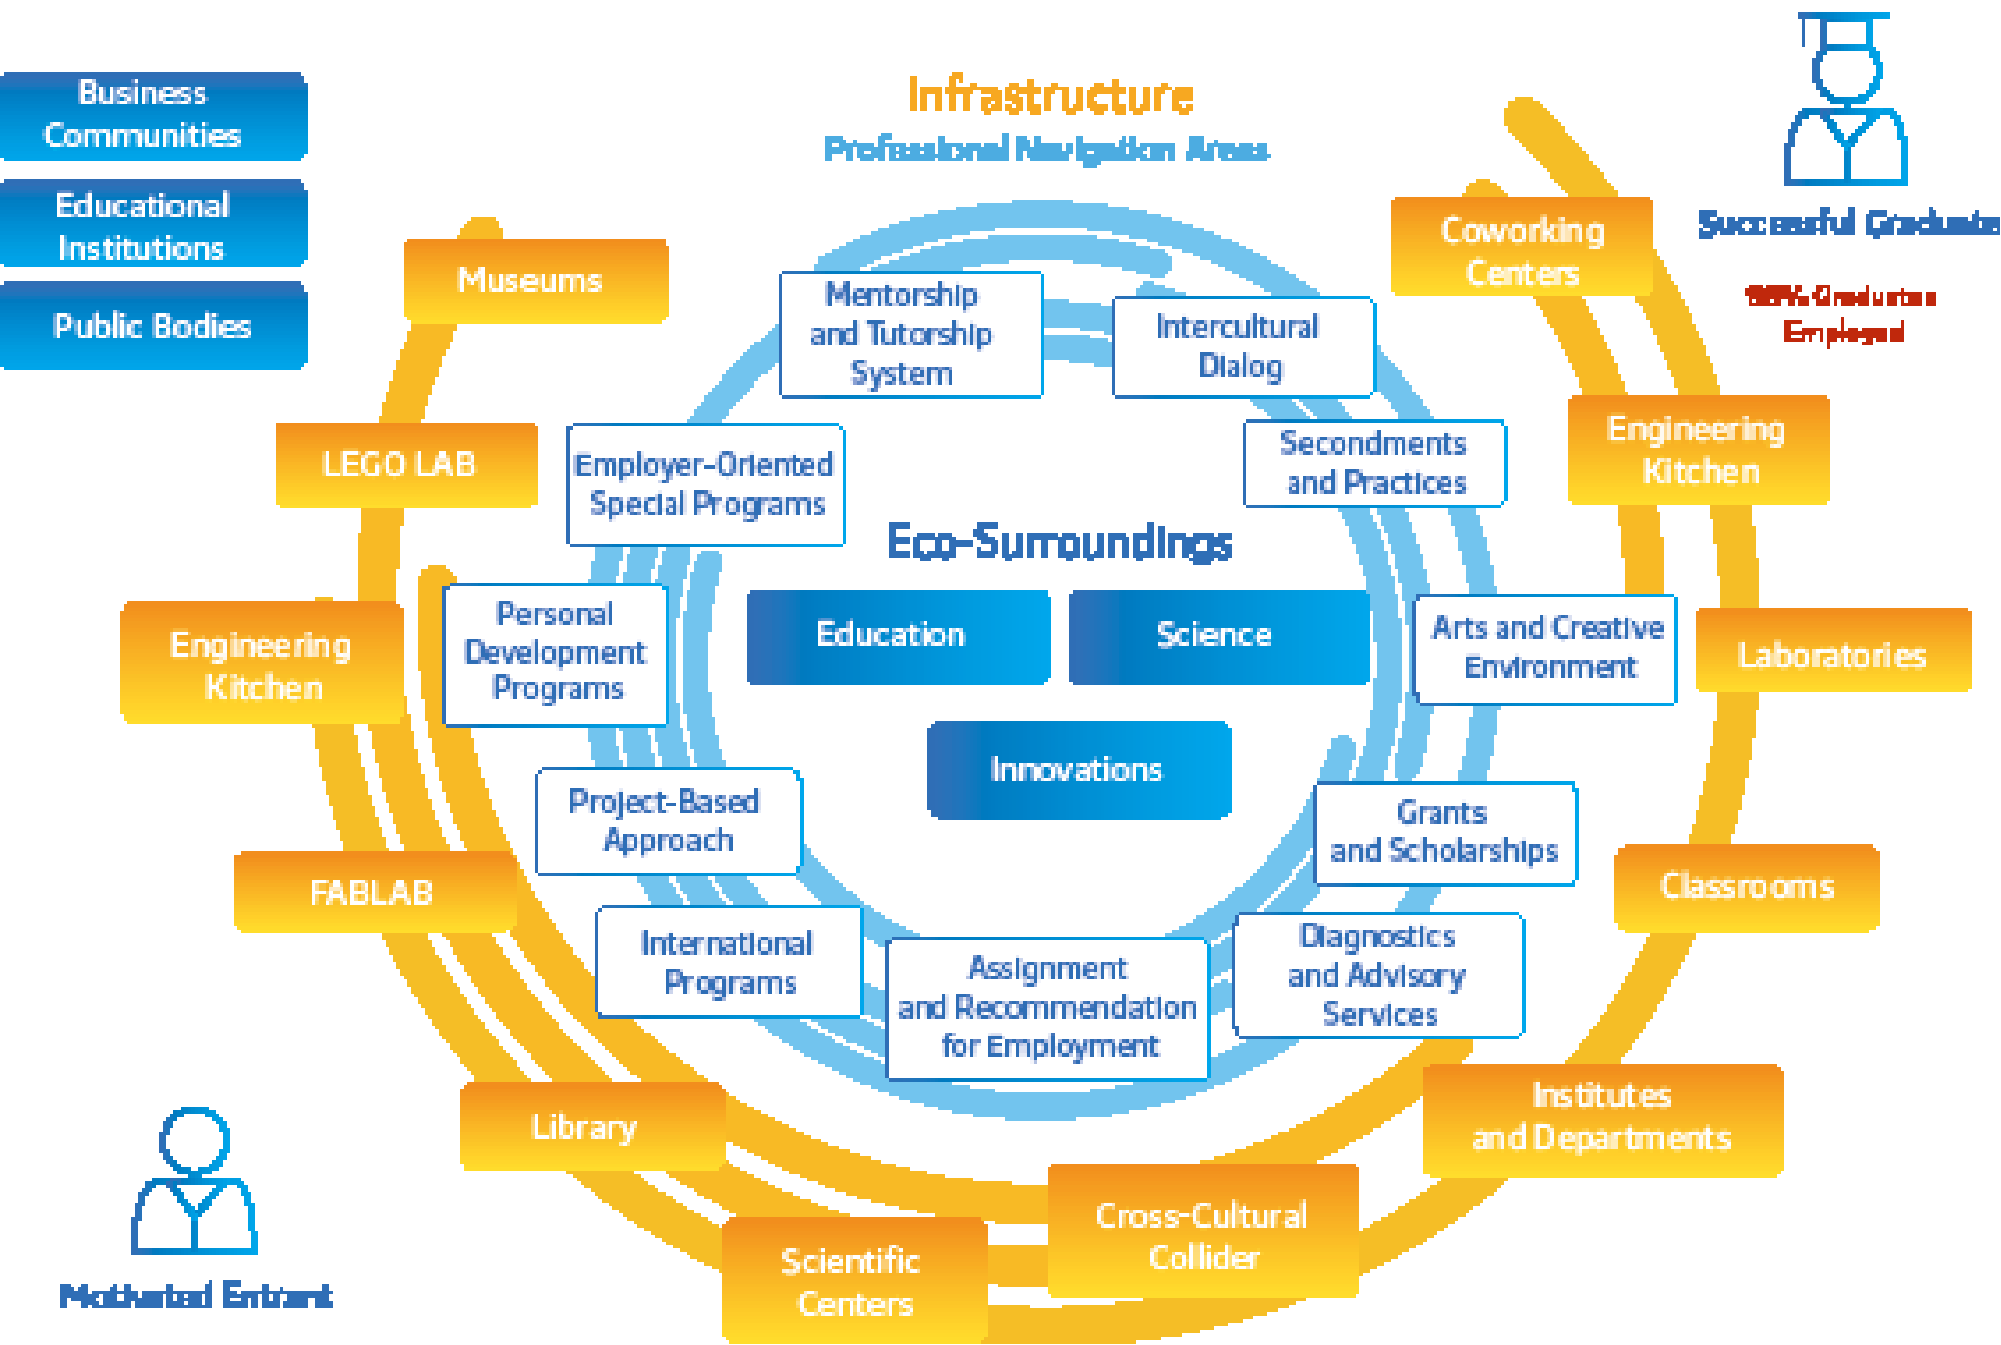 Business
Communities
Educational
Institutions
Public Bodies
Infrastructure
Professional Navigation Areas
Successful Graduate
Graduates
Employed
Museums
LEGO LAB
Engineering
Kitchen
FABLAB
Library
Scientific
Centers
Cross-Cultural
Collider
Institutes
and Departments
Classrooms
Laboratories
Engineering
Kitchen
Coworking
Centers
Mentorship
and Tutorship
System
Intercultural
Dialog
Secondments
and Practices
Arts and Creative
Environment
Grants
and Scholarships
Diagnostics
and Advisory
Services
Assignment
and Recommendation
for Employment
International
Programs
Project-Based
Approach
Personal
Development
Programs
Employer-Oriented
Special Programs
Eco-Surroundings
Education
Science
Innovations
Motivated Entrant